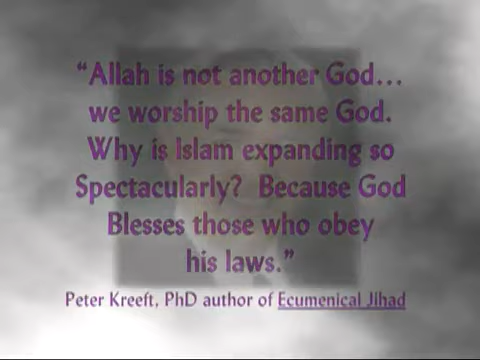 “Allah is not another God...
we worship the same God.
Why is Islam expanding so
Spectacularly? Because God
Blesses those who obey
his laws.”
Peter Kreeft, PhD author of Ecumenical Jihad